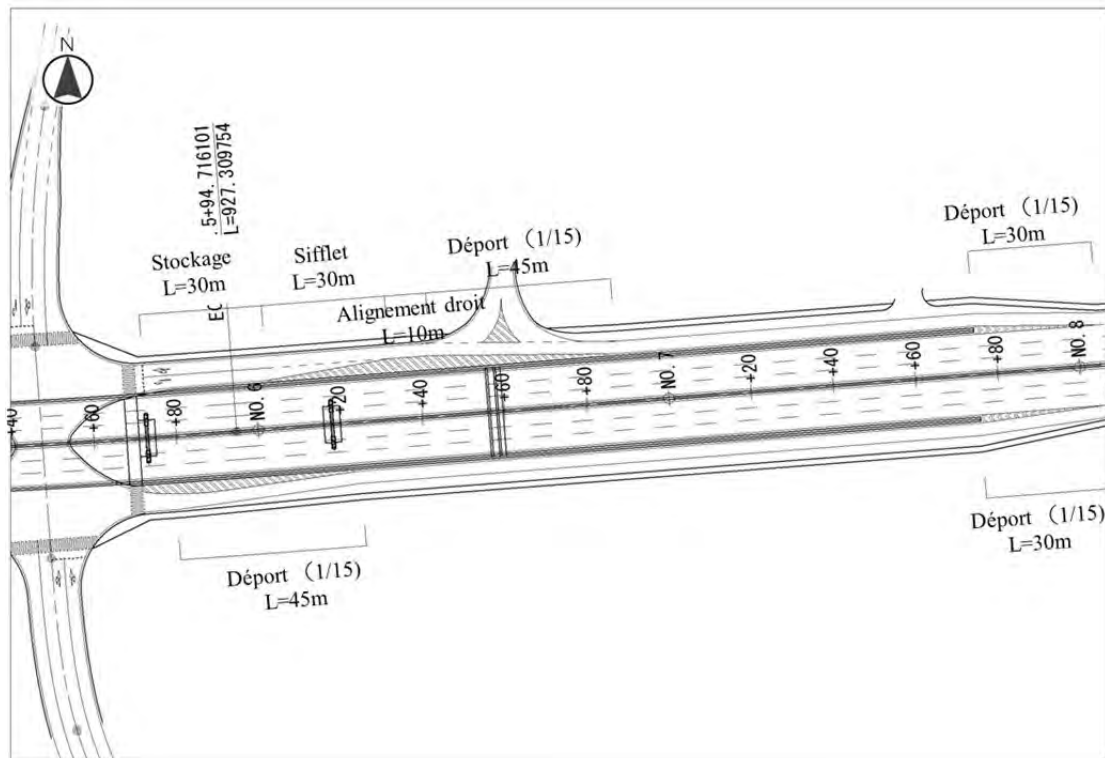 N
.5+94.716101
L=927.309754
Déport （1/15)
L=30m
Stockage
L=30m
Sifflet
L=30m
Déport （1/15)
L=45m
Alignement droit
L=10m
+40
+60
+80
NO.6
+20
+40
+60
+80
NO.7
+20
+40
+60
+80
NO.8
Déport （1/15)
L=45m
Déport （1/15)
L=30m